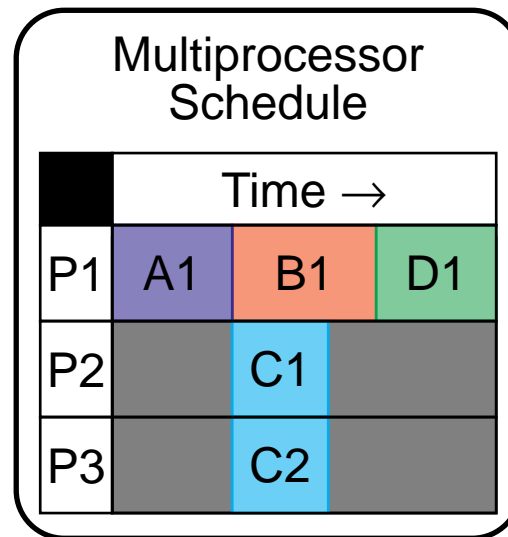 Multiprocessor
Schedule
Time →
P1 A1 B1 D1
P2 C1
P3 C2